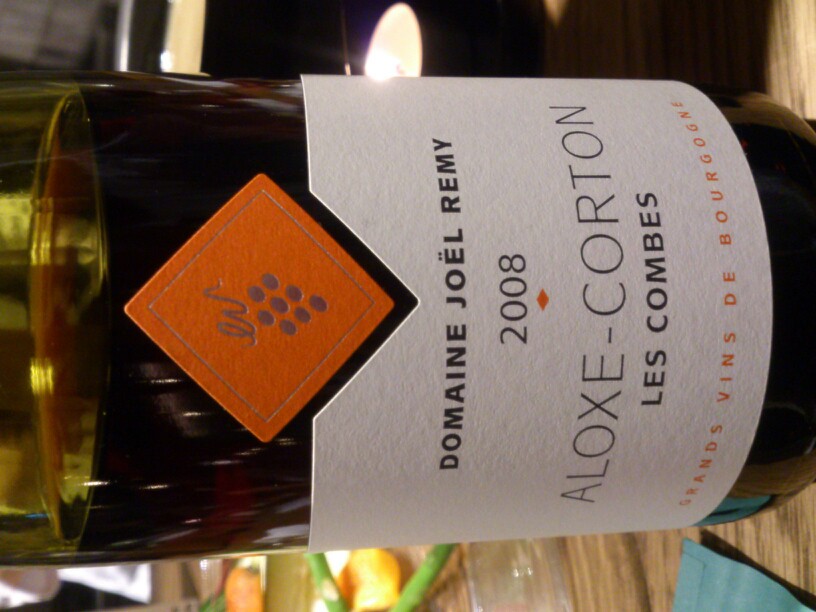 DOMAINE JOËL REMY
2008
ALOXE-CORTON
LES COMBES
GRANDS VINS DE BOURGOGNE